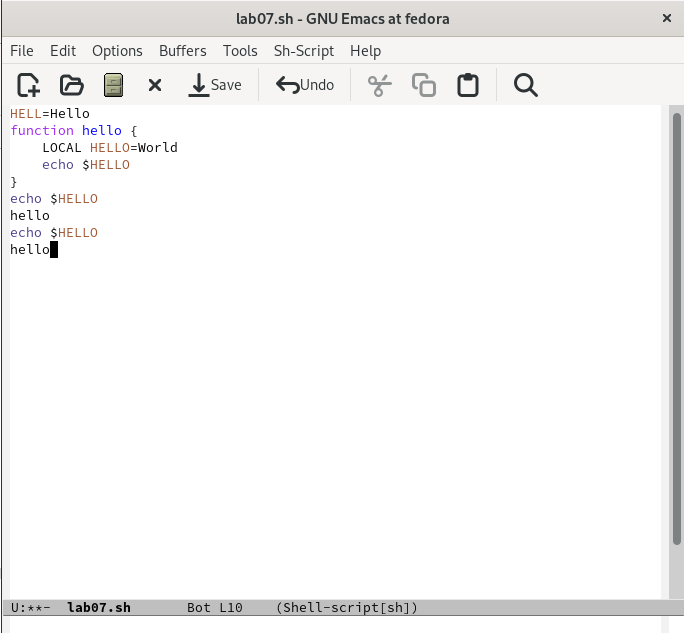 lab07.sh - GNU Emacs at fedora ×
File Edit Options Buffers Tools Sh-Script Help
Save Undo
HELL=Hello
function hello {
    LOCAL HELLO=World
    echo $HELLO
}
echo $HELLO
hello
echo $HELLO
hello
U:**-  lab07.sh       Bot L10    (Shell-script[sh])